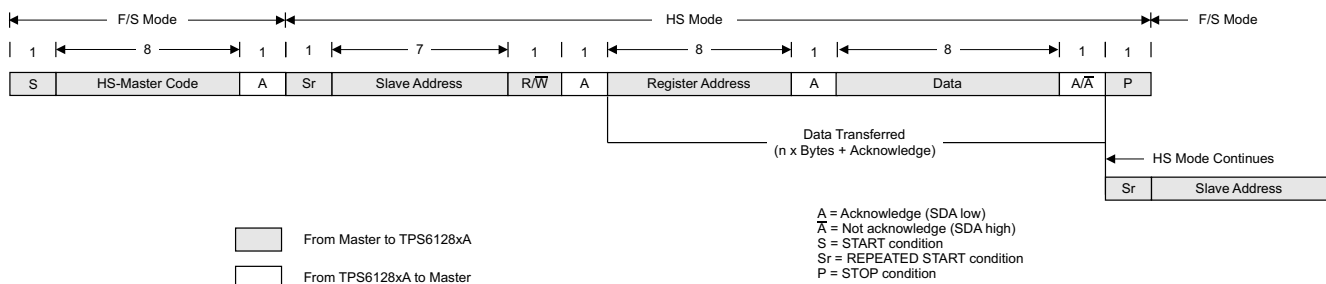 F/S Mode HS Mode F/S Mode
1 8 1 1 7 1 1 8 1 8 1 1
S HS-Master Code A Sr Slave Address R/W̅ A Register Address A Data A/A̅ P
Data Transferred
(n x Bytes + Acknowledge)
HS Mode Continues
Sr Slave Address
A = Acknowledge (SDA low)
A̅ = Not acknowledge (SDA high)
S = START condition
Sr = REPEATED START condition
P = STOP condition
From Master to TPS6128xA
From TPS6128xA to Master